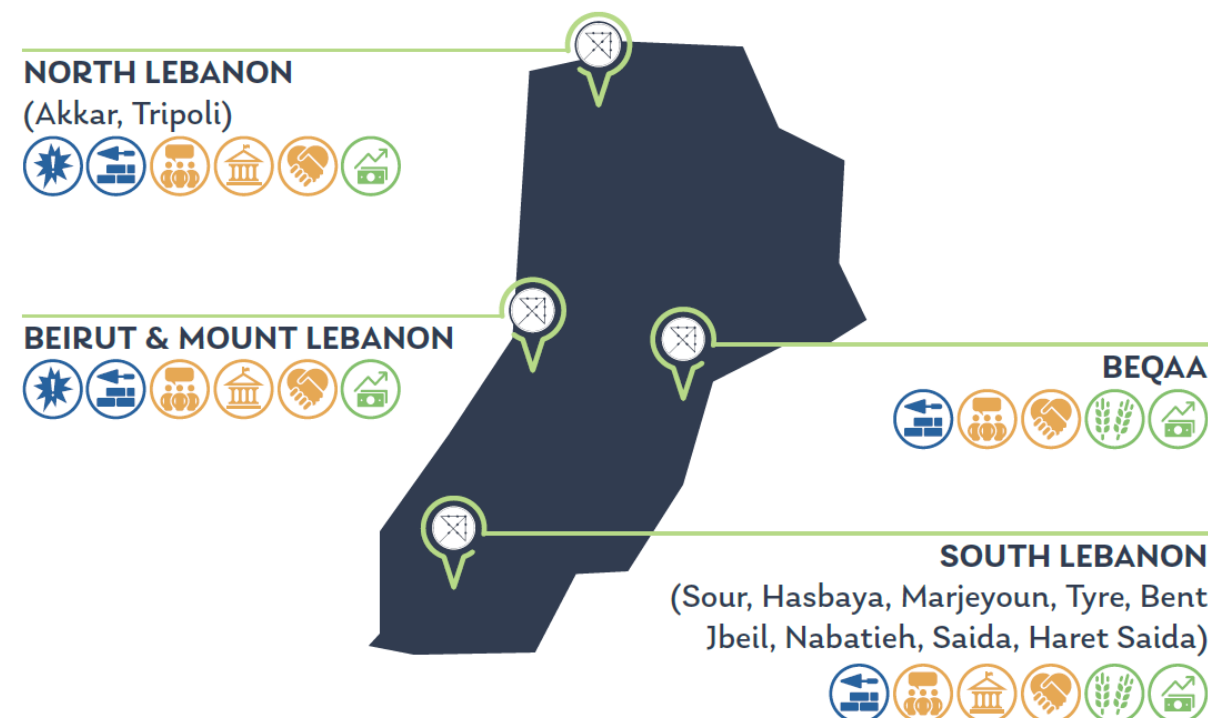 NORTH LEBANON
(Akkar, Tripoli)
BEIRUT & MOUNT LEBANON
BEQAA
SOUTH LEBANON
(Sour, Hasbaya, Marjeyoun, Tyre, Bent
Jbeil, Nabatieh, Saida, Haret Saida)